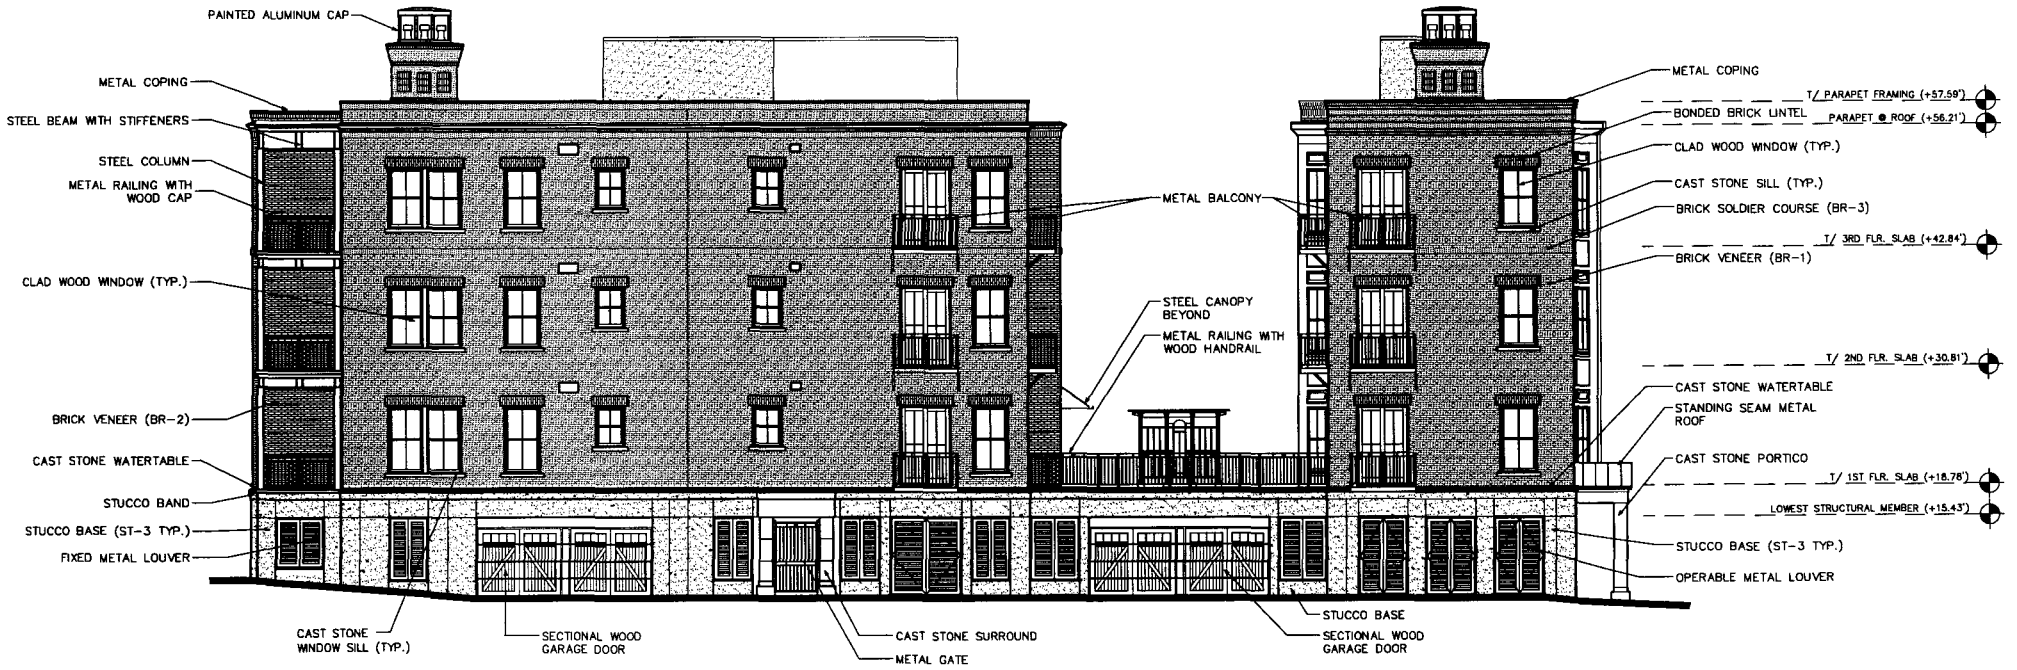 PAINTED ALUMINUM CAP
METAL COPING
STEEL BEAM WITH STIFFENERS
STEEL COLUMN
METAL RAILING WITH
WOOD CAP
CLAD WOOD WINDOW (TYP.)
BRICK VENEER (BR-2)
CAST STONE WATERTABLE
STUCCO BAND
STUCCO BASE (ST-3 TYP.)
FIXED METAL LOUVER
CAST STONE
WINDOW SILL (TYP.)
SECTIONAL WOOD
GARAGE DOOR
CAST STONE SURROUND
METAL GATE
METAL BALCONY
STEEL CANOPY
BEYOND
METAL RAILING WITH
WOOD HANDRAIL
STUCCO BASE
SECTIONAL WOOD
GARAGE DOOR
METAL COPING
BONDED BRICK LINTEL
CLAD WOOD WINDOW (TYP.)
CAST STONE SILL (TYP.)
BRICK SOLDIER COURSE (BR-3)
BRICK VENEER (BR-1)
CAST STONE WATERTABLE
STANDING SEAM METAL
ROOF
CAST STONE PORTICO
STUCCO BASE (ST-3 TYP.)
OPERABLE METAL LOUVER
T/ PARAPET FRAMING (+57.59')
PARAPET @ ROOF (+56.21')
T/ 3RD FLR. SLAB (+42.84')
T/ 2ND FLR. SLAB (+30.81')
T/ 1ST FLR. SLAB (+18.78')
LOWEST STRUCTURAL MEMBER (+15.43')